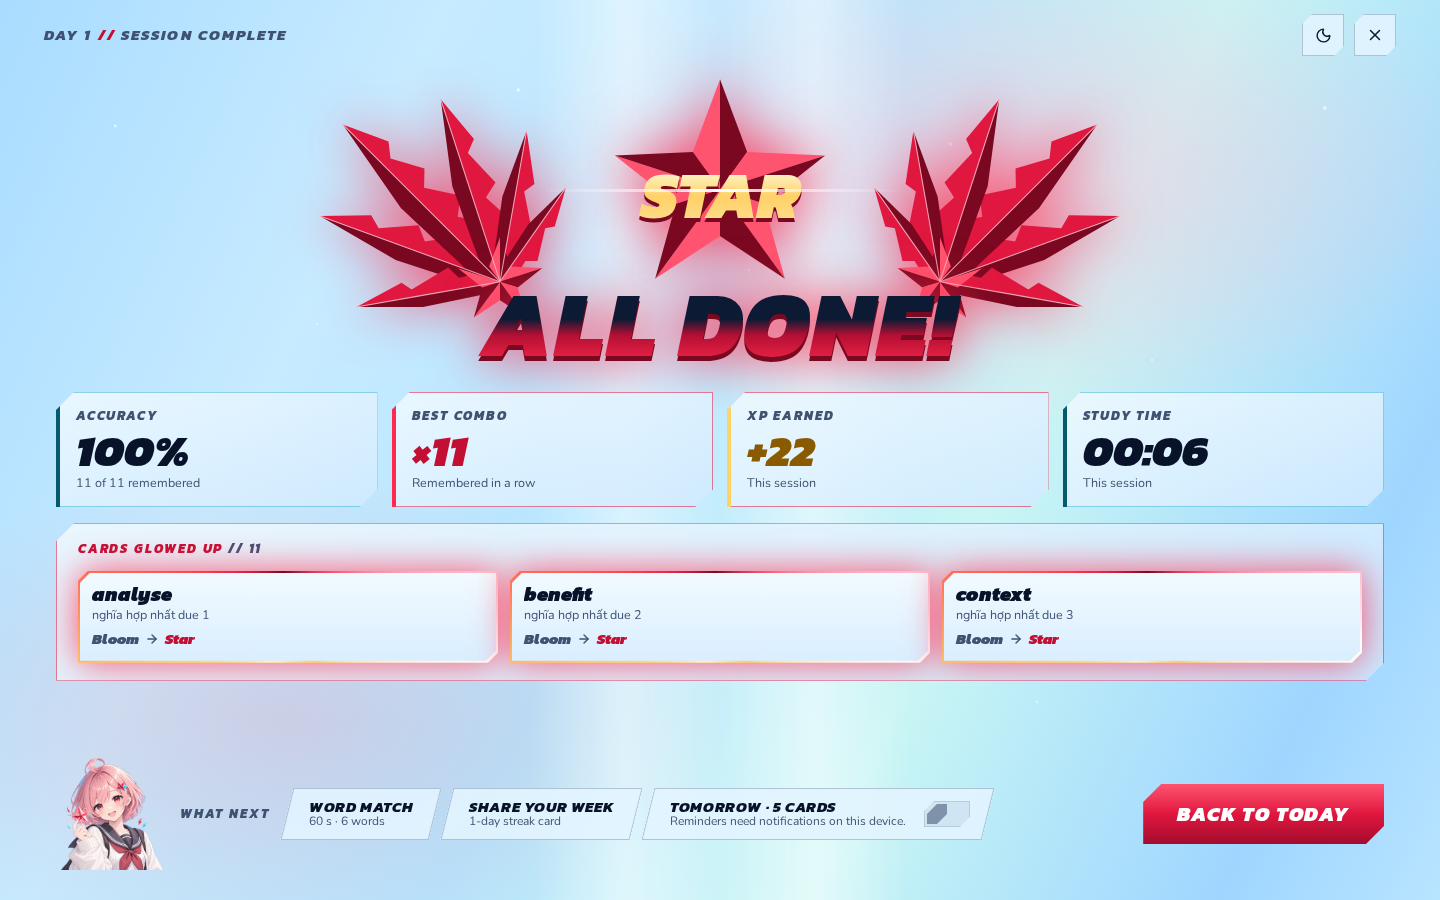 DAY 1 // SESSION COMPLETE
STAR
ALL DONE!
ACCURACY
100%
11 of 11 remembered
BEST COMBO
×11
Remembered in a row
XP EARNED
+22
This session
STUDY TIME
00:06
This session
CARDS GLOWED UP // 11
analyse
nghĩa hợp nhất due 1
Bloom → Star
benefit
nghĩa hợp nhất due 2
Bloom → Star
context
nghĩa hợp nhất due 3
Bloom → Star
WHAT NEXT
WORD MATCH
60 s · 6 words
SHARE YOUR WEEK
1-day streak card
TOMORROW · 5 CARDS
Reminders need notifications on this device.
BACK TO TODAY